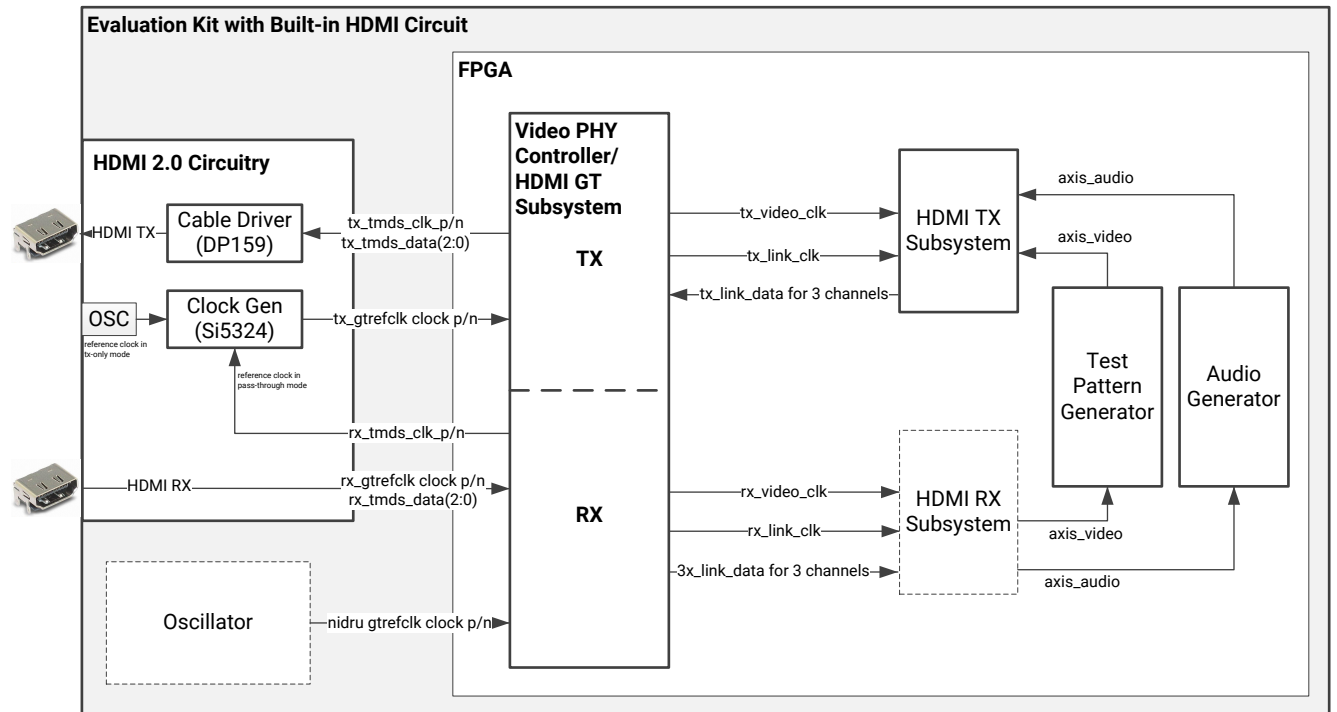 Evaluation Kit with Built-in HDMI Circuit
FPGA
HDMI 2.0 Circuitry
HDMI TX
Cable Driver
(DP159)
tx_tmds_clk_p/n
tx_tmds_data(2:0)
OSC
reference clock in
tx-only mode
Clock Gen
(Si5324)
tx_gtrefclk clock p/n
reference clock in
pass-through mode
rx_tmds_clk_p/n
HDMI RX
rx_gtrefclk clock p/n
rx_tmds_data(2:0)
Oscillator
nidru gtrefclk clock p/n
Video PHY
Controller/
HDMI GT
Subsystem
TX
RX
tx_video_clk
tx_link_clk
tx_link_data for 3 channels
HDMI TX
Subsystem
axis_audio
axis_video
Test
Pattern
Generator
Audio
Generator
rx_video_clk
rx_link_clk
3x_link_data for 3 channels
HDMI RX
Subsystem
axis_video
axis_audio